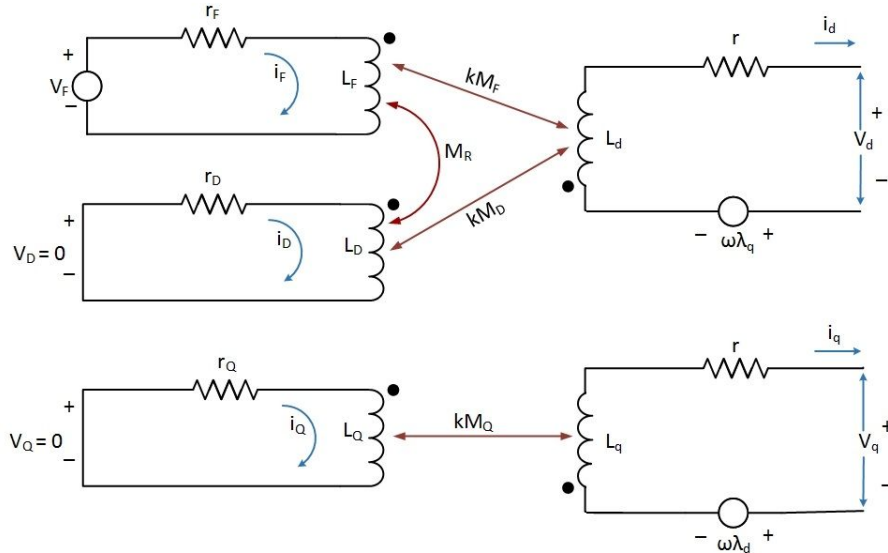 r_F
+
V_F
−
i_F
L_F
kM_F
M_R
r
i_d
L_d
+
V_d
−
− ωλ_q +
r_D
+
V_D = 0
−
i_D
L_D
kM_D
r_Q
+
V_Q = 0
−
i_Q
L_Q
kM_Q
r
i_q
L_q
+
V_q
−
− ωλ_d +